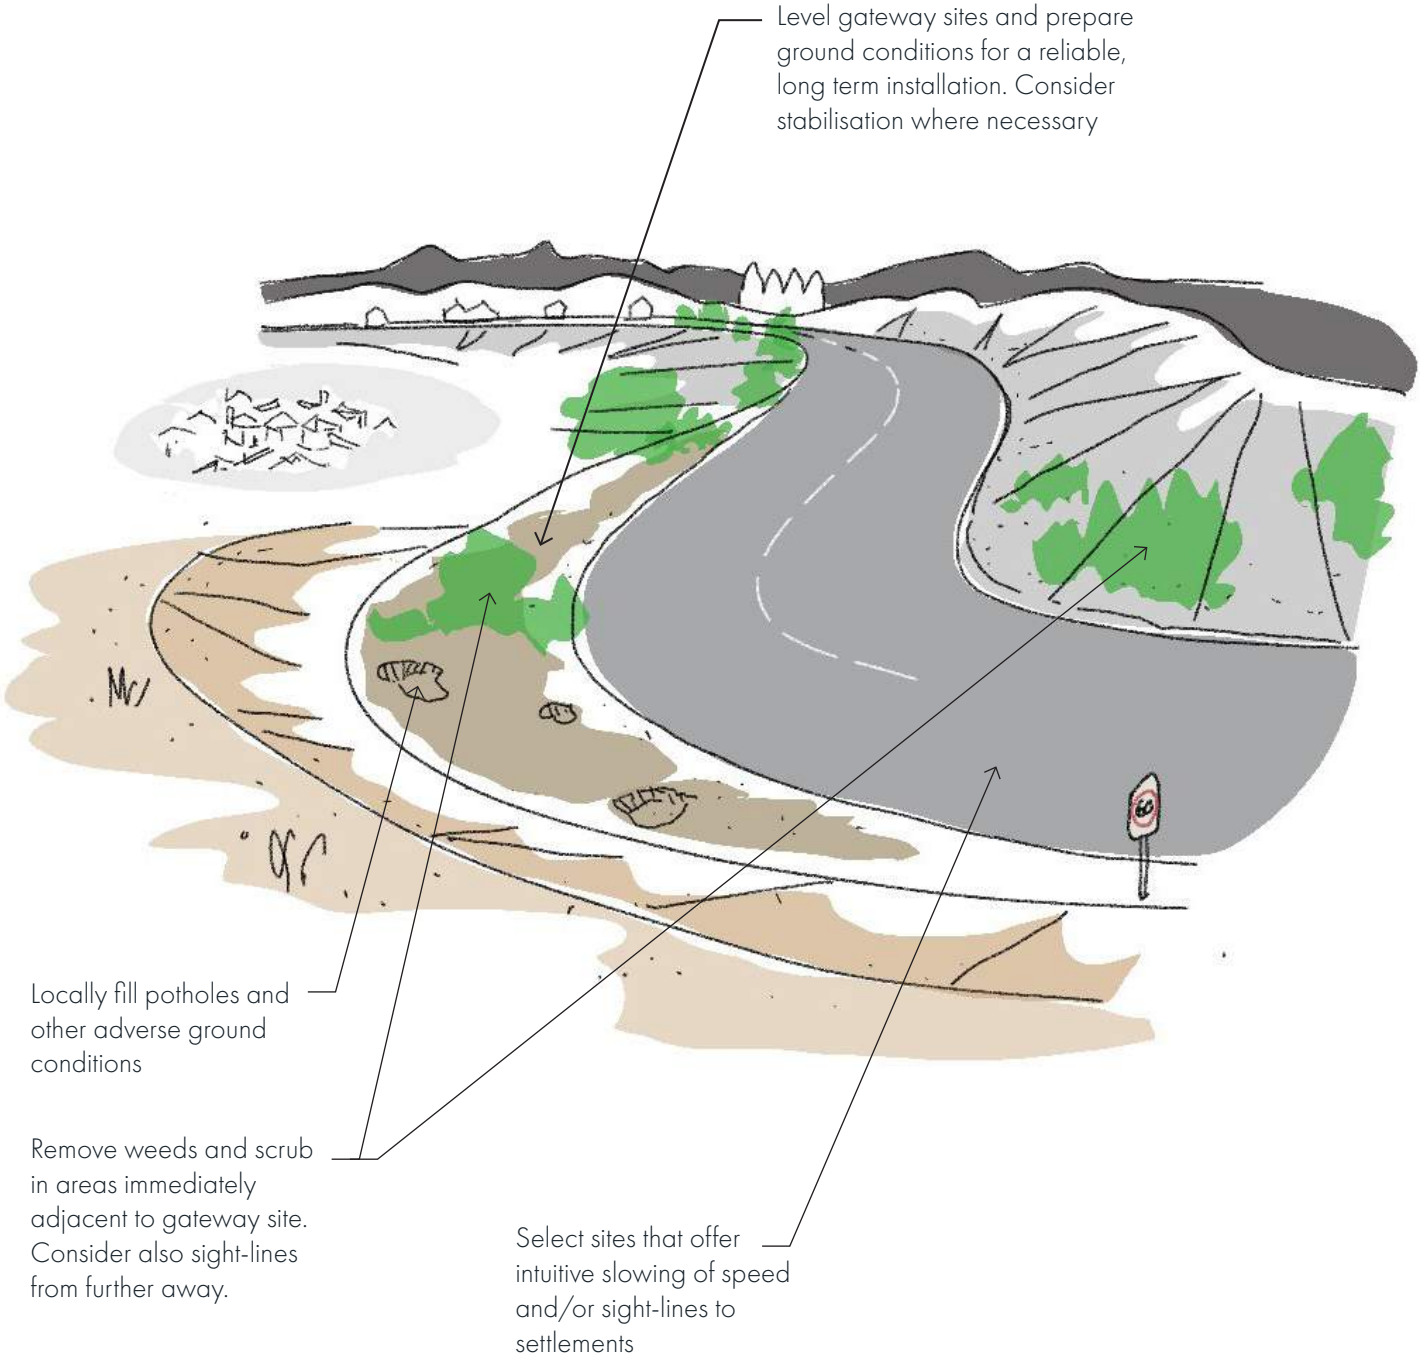 Level gateway sites and prepare
ground conditions for a reliable,
long term installation. Consider
stabilisation where necessary
60
Locally fill potholes and
other adverse ground
conditions
Remove weeds and scrub
in areas immediately
adjacent to gateway site.
Consider also sight-lines
from further away.
Select sites that offer
intuitive slowing of speed
and/or sight-lines to
settlements